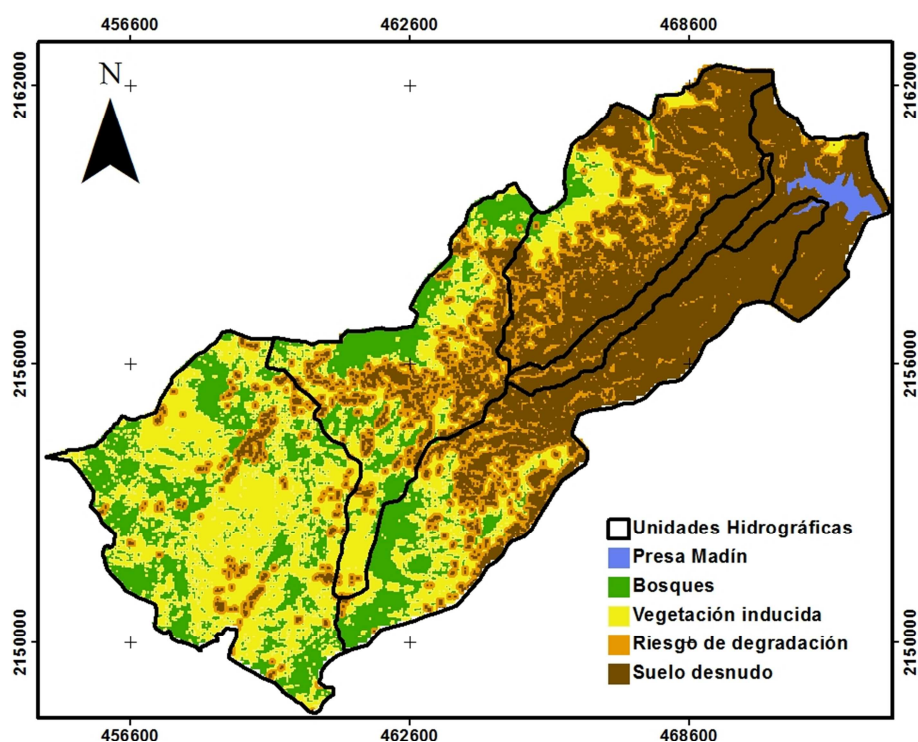 456600 462600 468600
2162000 2162000
N
2156000 2156000
Unidades Hidrográficas
Presa Madín
Bosques
Vegetación inducida
Riesgo de degradación
Suelo desnudo
2150000 2150000
456600 462600 468600